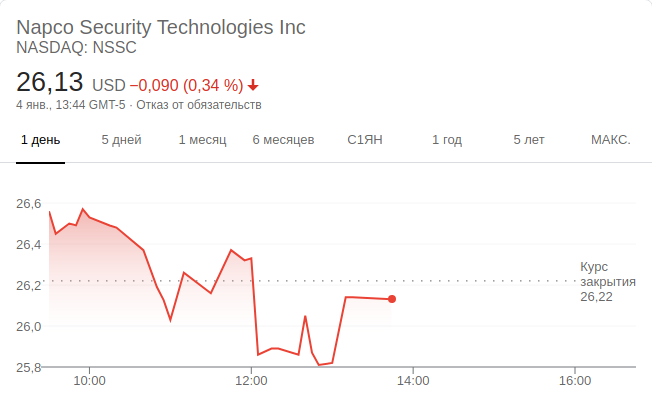 Napco Security Technologies Inc
NASDAQ: NSSC
26,13 USD −0,090 (0,34 %)
4 янв., 13:44 GMT-5 · Отказ от обязательств
1 день 5 дней 1 месяц 6 месяцев С1ЯН 1 год 5 лет МАКС.
26,6
26,4
26,2
26,0
25,8
Курс
закрытия
26,22
10:00 12:00 14:00 16:00